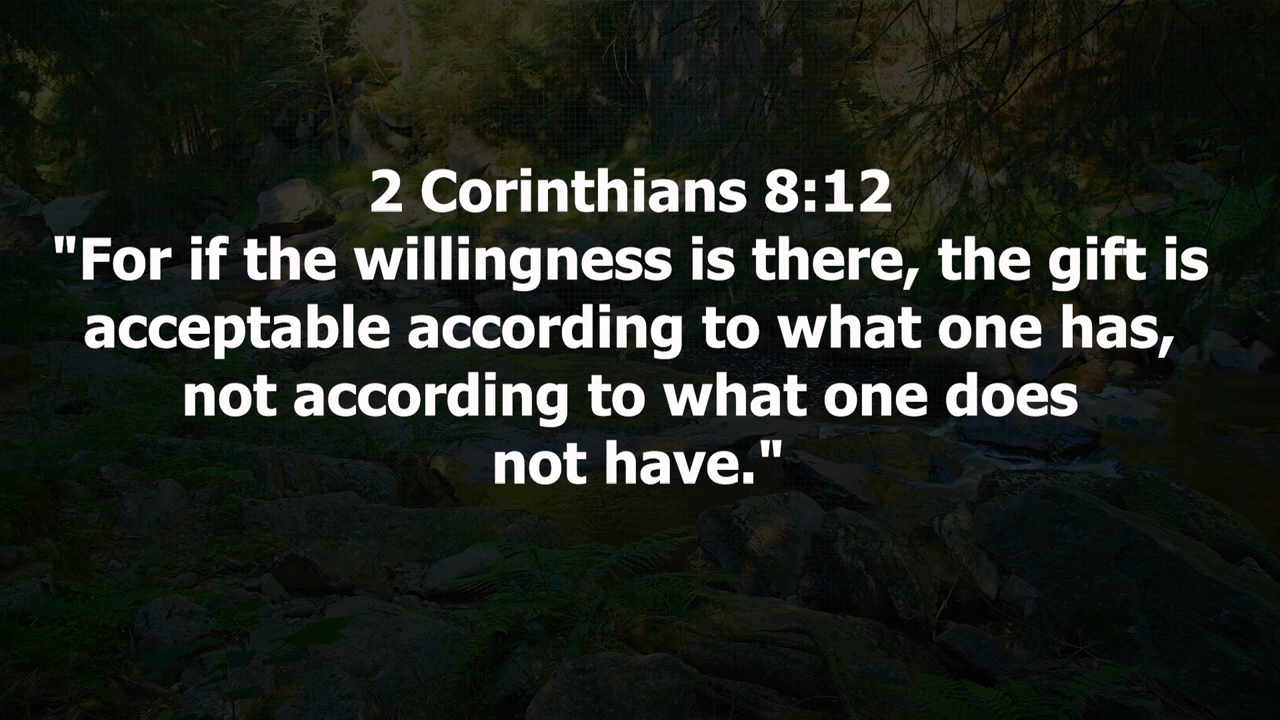 2 Corinthians 8:12
"For if the willingness is there, the gift is
acceptable according to what one has,
not according to what one does
not have."